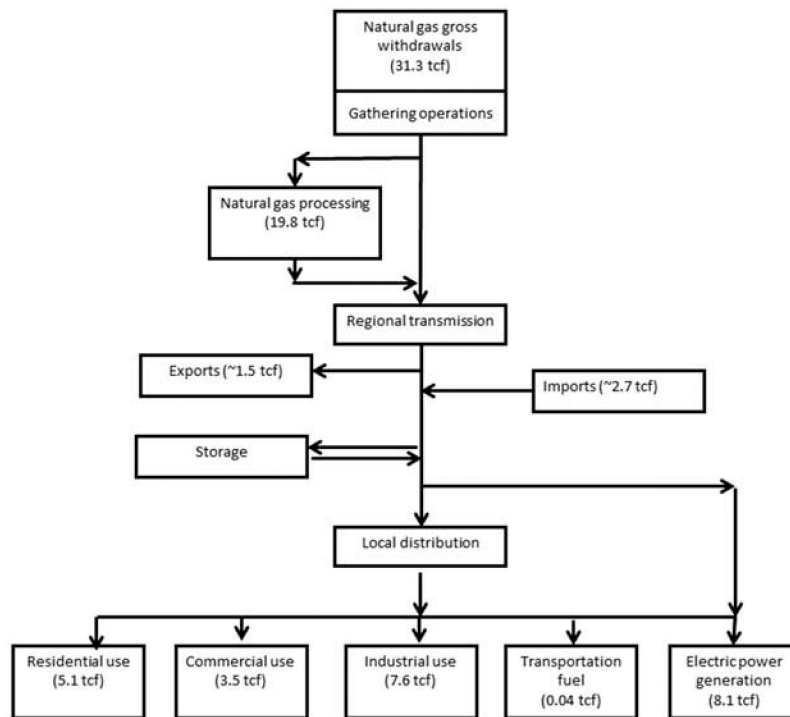 Natural gas gross
withdrawals
(31.3 tcf)
Gathering operations
Natural gas processing
(19.8 tcf)
Regional transmission
Exports (~1.5 tcf)
Imports (~2.7 tcf)
Storage
Local distribution
Residential use
(5.1 tcf)
Commercial use
(3.5 tcf)
Industrial use
(7.6 tcf)
Transportation
fuel
(0.04 tcf)
Electric power
generation
(8.1 tcf)